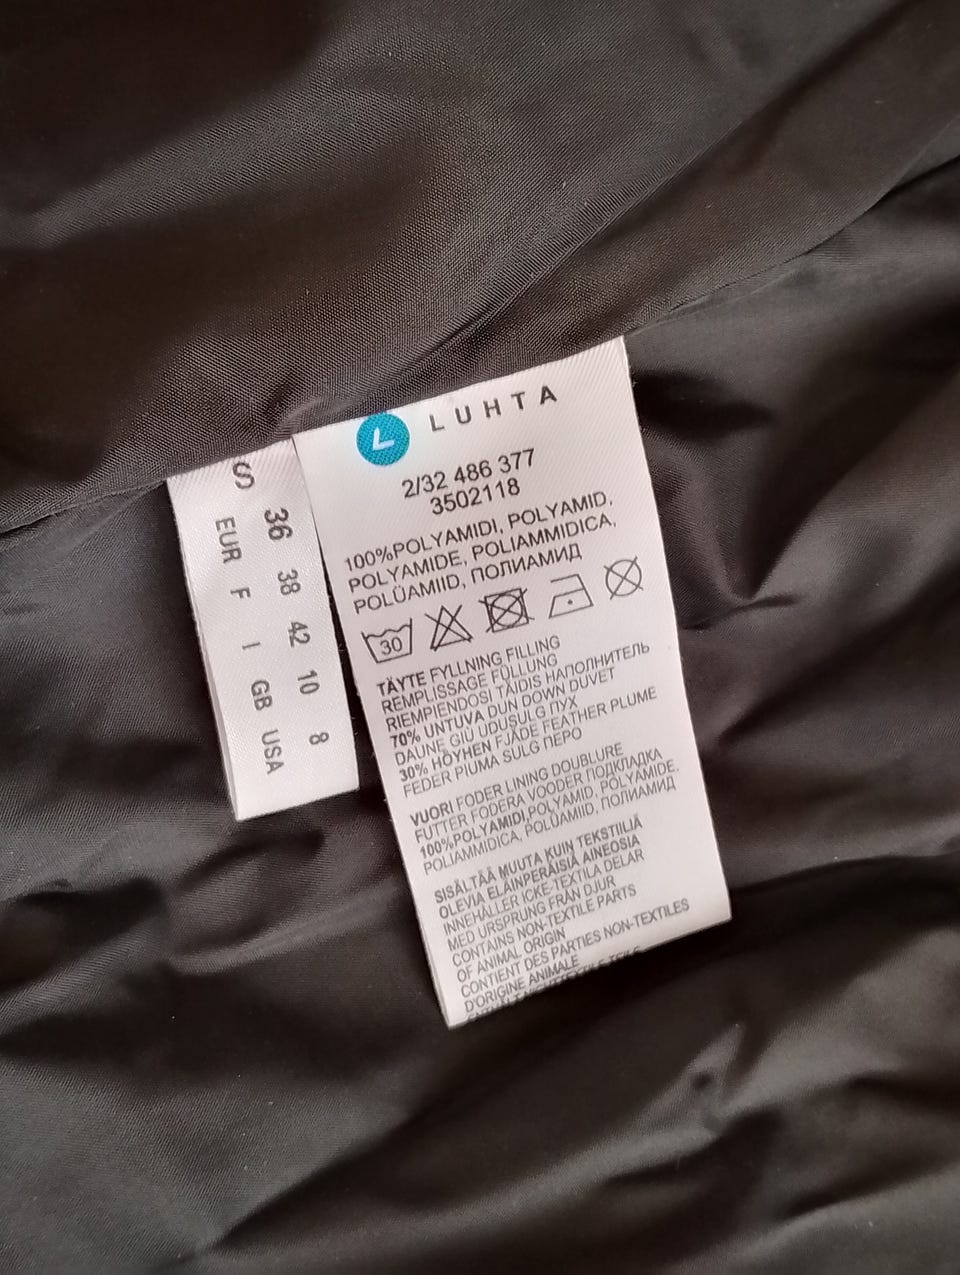 S
36 38 42 10 8
EUR F I GB USA
LUHTA
2/32 486 377
3502118
100%POLYAMIDI, POLYAMID,
POLYAMIDE, POLIAMMIDICA,
POLÜAMIID, ПОЛИАМИД
30
TÄYTE FYLLNING FILLING
REMPLISSAGE FÜLLUNG
RIEMPIENDOSI TÄIDIS НАПОЛНИТЕЛЬ
70% UNTUVA DUN DOWN DUVET
DAUNE GIÙ UDUSULG ПУХ
30% HÖYHEN FJÄDE FEATHER PLUME
FEDER PIUMA SULG ПЕРО
VUORI FODER LINING DOUBLURE
FUTTER FODERA VOODER ПОДКЛАДКА
100%POLYAMIDI,POLYAMID, POLYAMIDE,
POLIAMMIDICA, POLÜAMIID, ПОЛИАМИД
SISÄLTÄÄ MUUTA KUIN TEKSTIILIÄ
OLEVIA ELÄINPERÄISIÄ AINEOSIA
INNEHÅLLER ICKE-TEXTILA DELAR
MED URSPRUNG FRÅN DJUR
CONTAINS NON-TEXTILE PARTS
OF ANIMAL ORIGIN
CONTIENT DES PARTIES NON-TEXTILES
D'ORIGINE ANIMALE